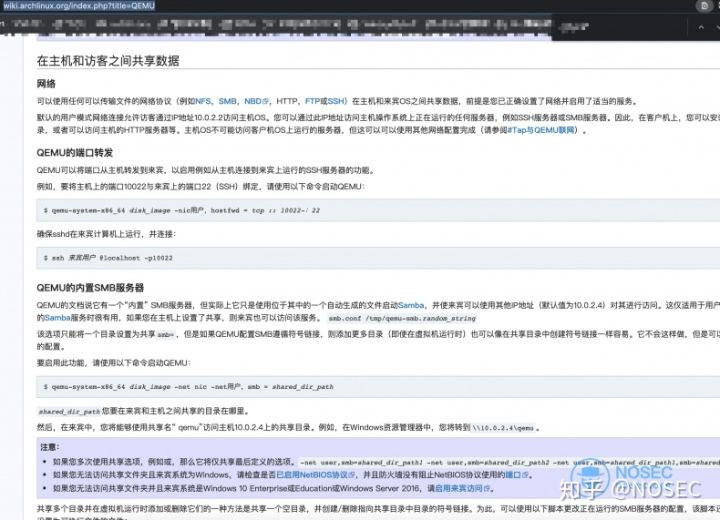 wiki.archlinux.org/index.php?title=QEMU
在主机和访客之间共享数据
网络
可以使用任何可以传输文件的网络协议（例如NFS，SMB，NBD，HTTP，FTP或SSH）在主机和来宾OS之间共享数据，前提是您已正确设置了网络并启用了适当的服务。
默认的用户模式网络连接允许访客通过IP地址10.0.2.2访问主机OS。您可以通过此IP地址访问主机操作系统上正在运行的任何服务器，例如SSH服务器或SMB服务器。因此，在客户机上，您可以安
录，或者可以访问主机的HTTP服务器等。主机OS不可能访问客户机OS上运行的服务器，但这可以可以使用其他网络配置完成（请参阅#Tap与QEMU联网）。
QEMU的端口转发
QEMU可以将端口从主机转发到来宾，以启用例如从主机连接到来宾上运行的SSH服务器的功能。
例如，要将主机上的端口10022与来宾上的端口22（SSH）绑定，请使用以下命令启动QEMU：
$ qemu-system-x86_64 disk_image -nic用户，hostfwd = tcp :: 10022-：22
确保sshd在来宾计算机上运行，并连接：
$ ssh 来宾用户 @localhost -p10022
QEMU的内置SMB服务器
QEMU的文档说它有一个“内置” SMB服务器，但实际上它只是使用位于其中的一个自动生成的文件启动Samba，并使来宾可以使用其他IP地址（默认值为10.0.2.4）对其进行访问。这仅适用于用户
的Samba服务时很有用，如果您在主机上设置了共享，则来宾也可以访问该服务。 smb.conf /tmp/qemu-smb.random_string
该选项只能将一个目录设置为共享 smb=，但是如果QEMU配置SMB遵循符号链接，则添加更多目录（即使在虚拟机运行时）也可以像在共享目录中创建符号链接一样容易。它不会这样做，但是可以
的配置。
要启用此功能，请使用以下命令启动QEMU：
$ qemu-system-x86_64 disk_image -net nic -net用户，smb = shared_dir_path
shared_dir_path 您要在来宾和主机之间共享的目录在哪里。
然后，在来宾中，您将能够使用共享名“ qemu”访问主机10.0.2.4上的共享目录。例如，在Windows资源管理器中，您将转到 \\10.0.2.4\qemu 。
注意：
• 如果您多次使用共享选项，例如或，那么它将仅共享最后定义的选项。-net user,smb=shared_dir_path1 -net user,smb=shared_dir_path2 -net user,smb=shared_dir_path1,smb=shared
• 如果您无法访问共享文件夹并且来宾系统是Windows，请检查是否已启用NetBIOS协议，并且防火墙没有阻止NetBIOS协议使用的端口。
• 如果您无法访问共享文件夹并且来宾系统是Windows 10 Enterprise或Education或Windows Server 2016，请启用来宾访问。
NOSEC
知乎 @NOSEC
共享多个目录并在虚拟机运行时添加或删除它们的一种方法是共享一个空目录，并创建/删除指向共享目录中目录的符号链接。为此，可以使用以下脚本更改正在运行的SMB服务器的配置，该脚本